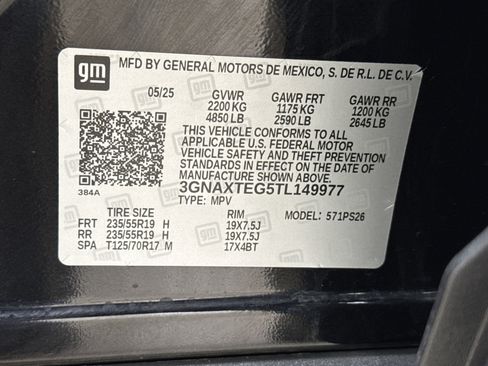 gm MFD BY GENERAL MOTORS DE MEXICO, S. DE R.L. DE C.V.
05/25 GVWR GAWR FRT GAWR RR
2200 KG 1175 KG 1200 KG
4850 LB 2590 LB 2645 LB
THIS VEHICLE CONFORMS TO ALL
APPLICABLE U.S. FEDERAL MOTOR
VEHICLE SAFETY AND THEFT PREVENTION
STANDARDS IN EFFECT ON THE DATE OF
MANUFACTURE SHOWN ABOVE.
3GNAXTEG5TL149977
384A TYPE: MPV
TIRE SIZE RIM MODEL: 571PS26
FRT 235/55R19 H 19X7.5J
RR 235/55R19 H 19X7.5J
SPA T125/70R17 M 17X4BT